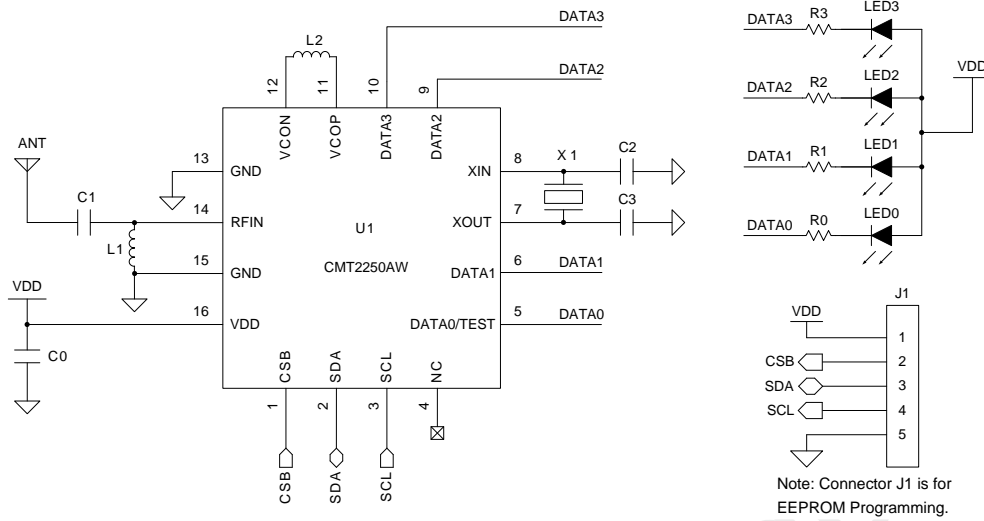 DATA3
DATA2
L2
12
11
10
9
VCON
VCOP
DATA3
DATA2
ANT
13
GND
C1
14
RFIN
L1
15
GND
VDD
16
VDD
C0
U1
CMT2250AW
XIN
8
X1
C2
XOUT
7
C3
DATA1
6
DATA1
DATA0/TEST
5
DATA0
CSB
SDA
SCL
NC
1
2
3
4
CSB
SDA
SCL
DATA3
R3
LED3
VDD
DATA2
R2
LED2
DATA1
R1
LED1
DATA0
R0
LED0
J1
VDD
1
CSB
2
SDA
3
SCL
4
5
Note: Connector J1 is for
EEPROM Programming.